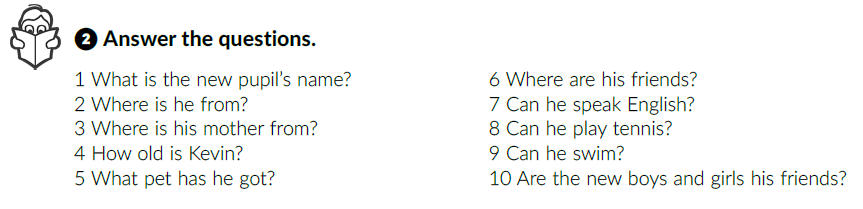 2 Answer the questions.
1 What is the new pupil's name?
2 Where is he from?
3 Where is his mother from?
4 How old is Kevin?
5 What pet has he got?
6 Where are his friends?
7 Can he speak English?
8 Can he play tennis?
9 Can he swim?
10 Are the new boys and girls his friends?